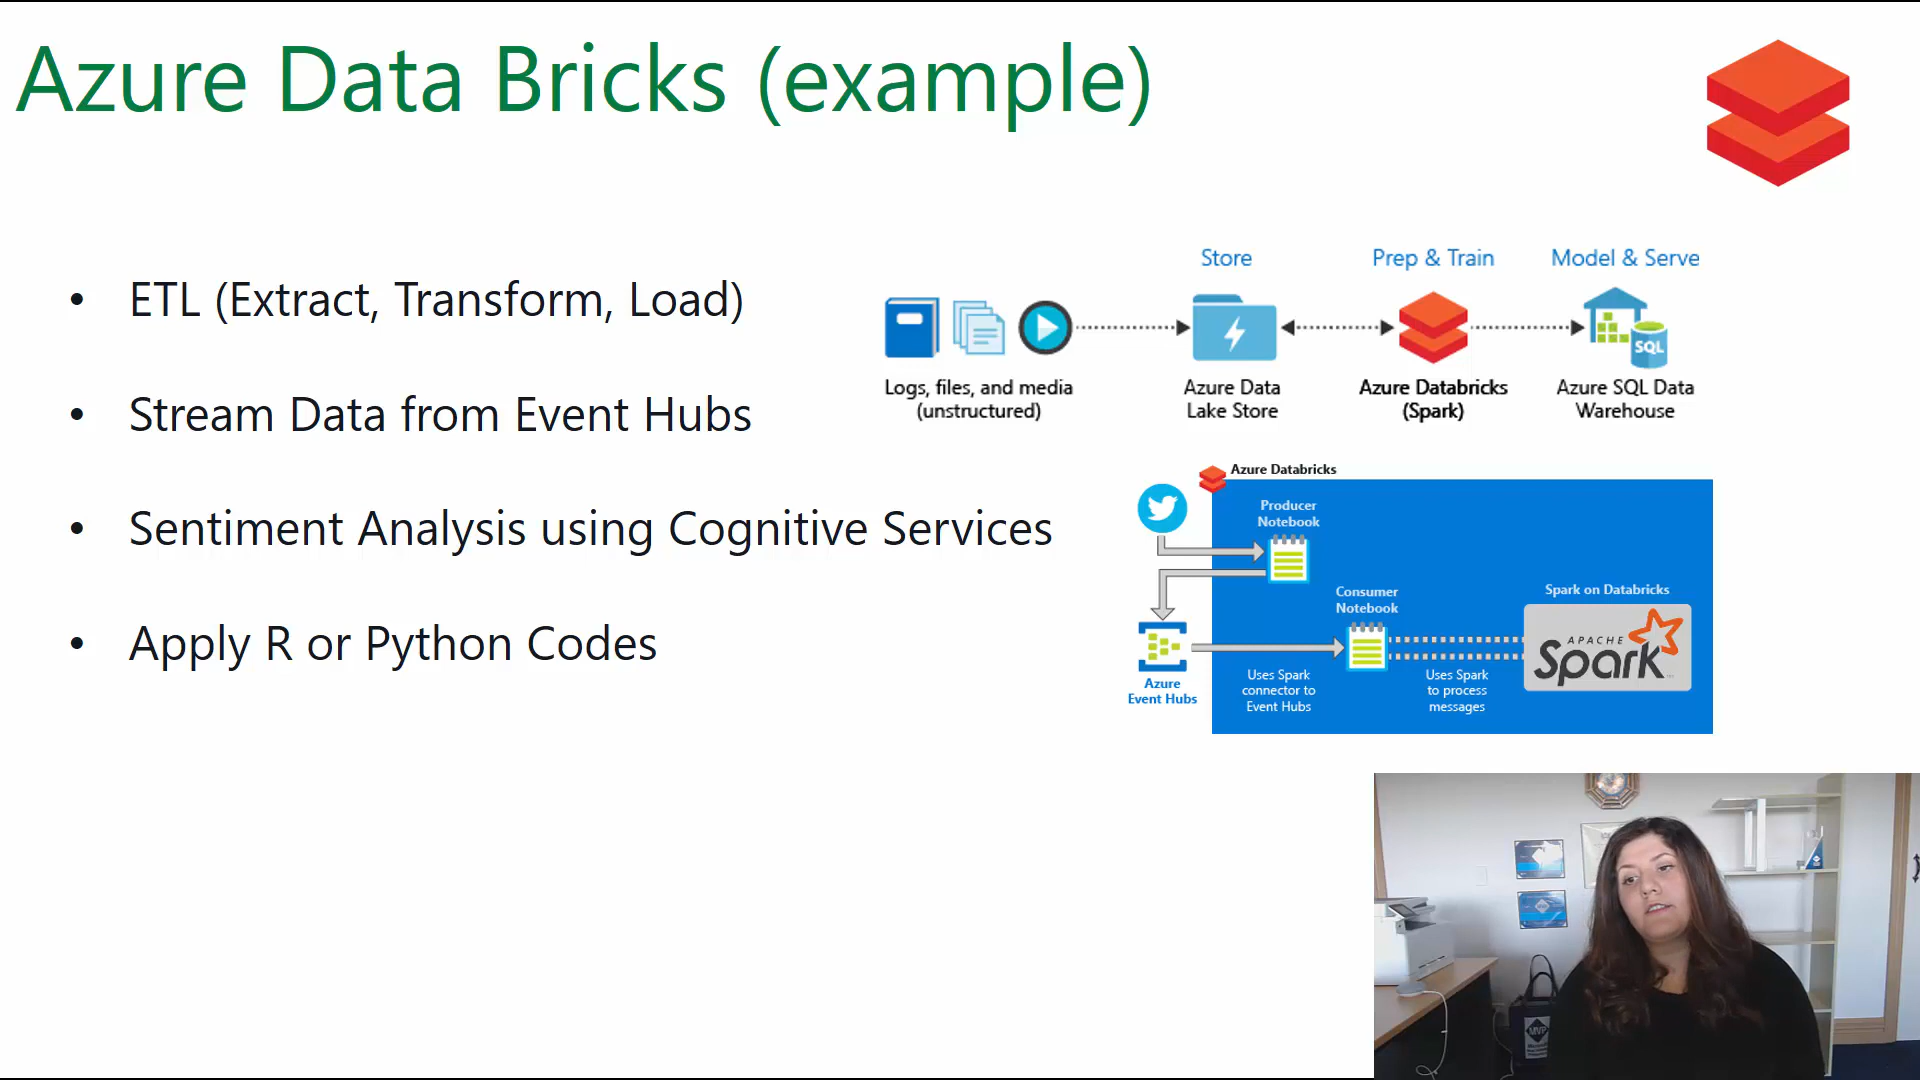 Azure Data Bricks (example)
• ETL (Extract, Transform, Load)
• Stream Data from Event Hubs
• Sentiment Analysis using Cognitive Services
• Apply R or Python Codes
Store
Prep & Train
Model & Serve
SQL
Logs, files, and media
(unstructured)
Azure Data
Lake Store
Azure Databricks
(Spark)
Azure SQL Data
Warehouse
Azure Databricks
Producer
Notebook
Consumer
Notebook
Spark on Databricks
APACHE
Spark™
Azure
Event Hubs
Uses Spark
connector to
Event Hubs
Uses Spark
to process
messages
MVP